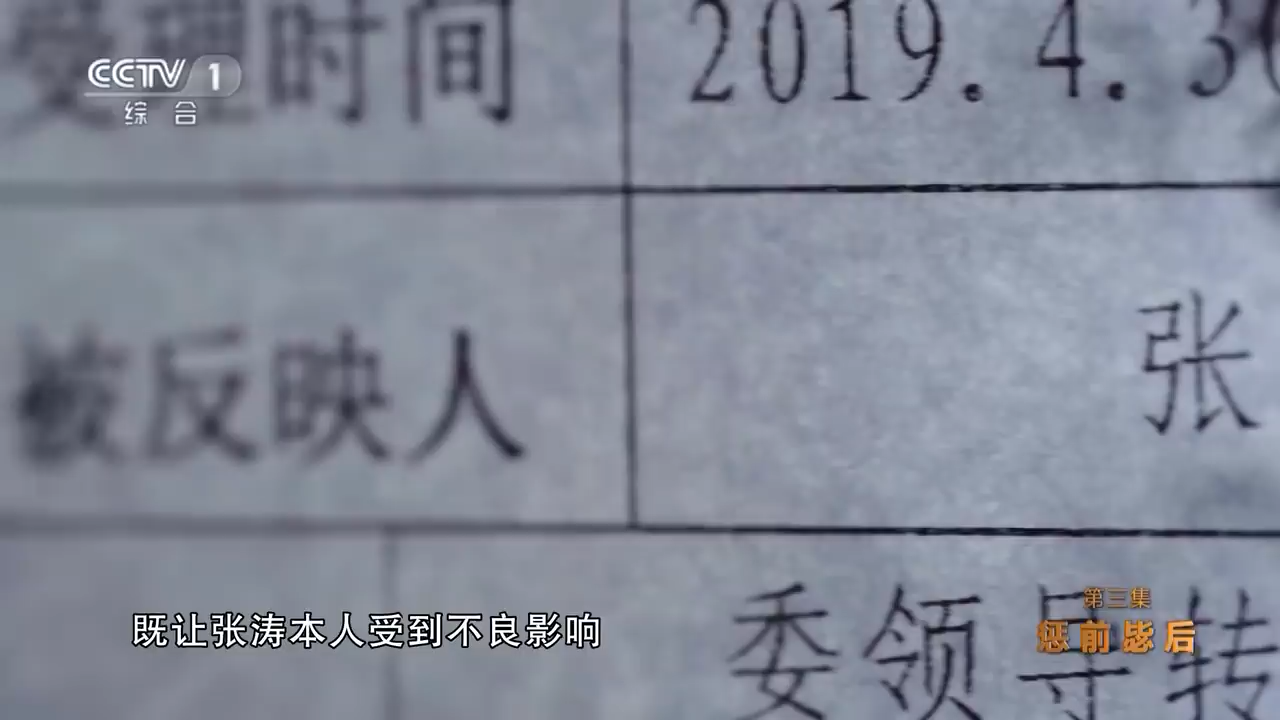 受理时间 2019.4.30
CCTV 1
综合
被反映人 张
委领导转
第三集
惩前毖后
既让张涛本人受到不良影响